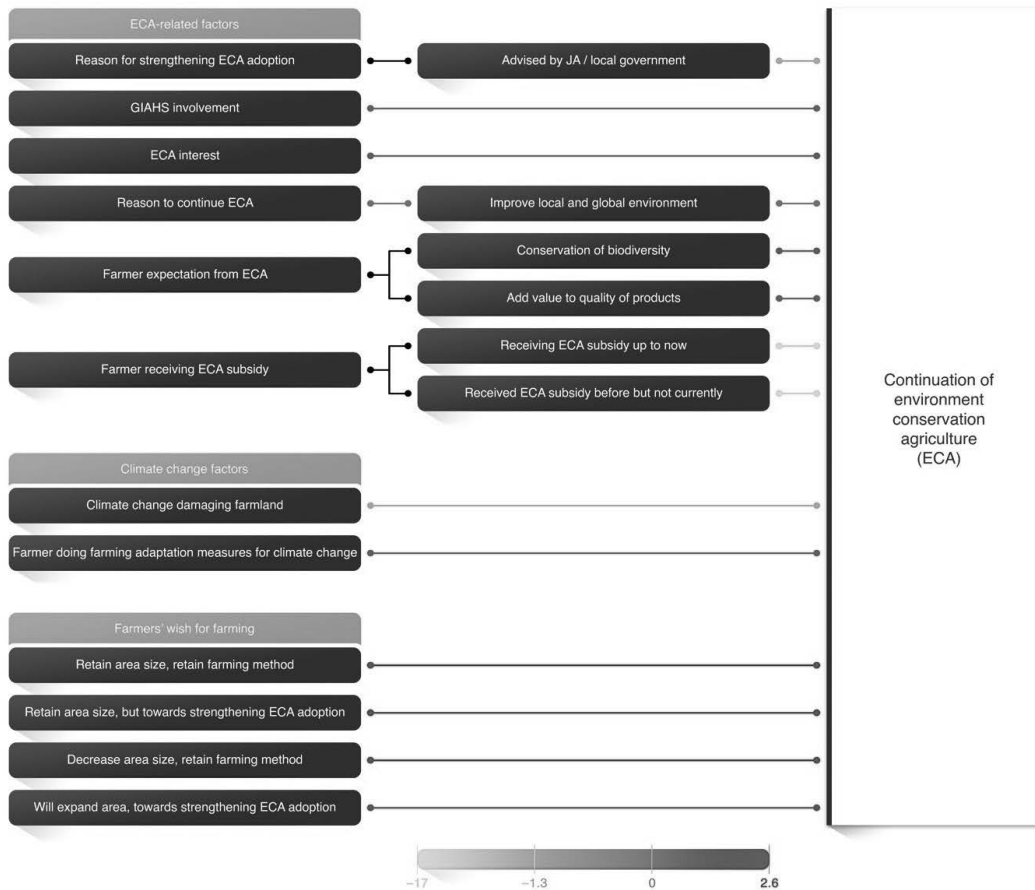 ECA-related factors
Reason for strengthening ECA adoption
Advised by JA / local government
GIAHS involvement
ECA interest
Reason to continue ECA
Improve local and global environment
Farmer expectation from ECA
Conservation of biodiversity
Add value to quality of products
Farmer receiving ECA subsidy
Receiving ECA subsidy up to now
Received ECA subsidy before but not currently
Continuation of
environment
conservation
agriculture
(ECA)
Climate change factors
Climate change damaging farmland
Farmer doing farming adaptation measures for climate change
Farmers' wish for farming
Retain area size, retain farming method
Retain area size, but towards strengthening ECA adoption
Decrease area size, retain farming method
Will expand area, towards strengthening ECA adoption
−17 −1.3 0 2.6